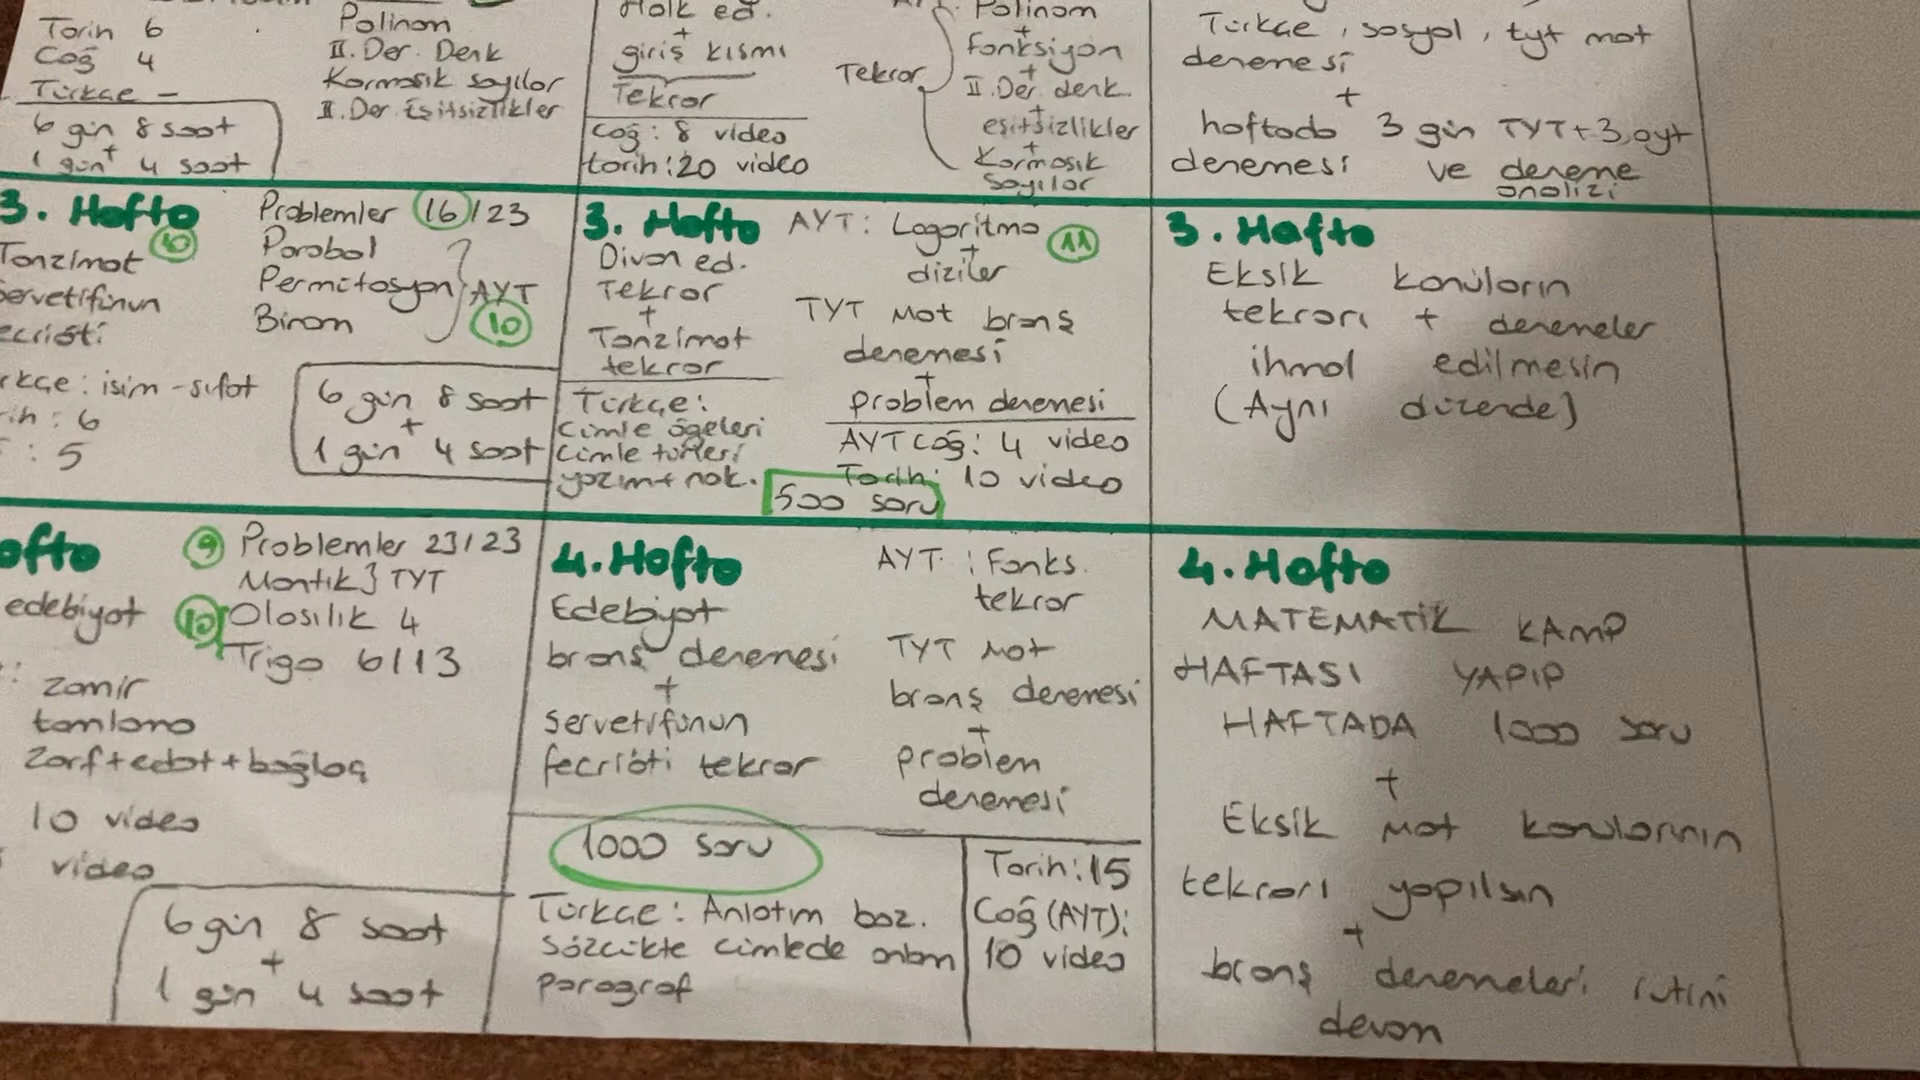 Tarih 6
Coğ 4
Türkçe -
6 gün 8 saat
+
1 gün 4 saat
Polinom
II. Der. Denk
Karmaşık sayılar
II. Der Eşitsizlikler
Halk ed.
+
giriş kısmı
Tekrar
Coğ: 8 video
tarih: 20 video
Tekrar
Polinom
+
fonksiyon
+
II. Der denk.
+
eşitsizlikler
+
Karmaşık
Sayılar
Türkçe, sosyal, tyt mat
denemesi
+
haftada 3 gün TYT+3,ayt
denemesi ve deneme
analizi
3. Hafta
10
Tanzimat
servetifünun
ecriati
rkçe: isim-sıfat
rih: 6
: 5
Problemler 16/23
Parabol
Permütasyon
Binom
AYT
10
6 gün 8 saat
+
1 gün 4 saat
3. Hafta
Divan ed.
Tekrar
+
Tanzimat
tekrar
Türkçe:
Cümle ögeleri
Cümle türleri
yazım+nok.
AYT: Logaritma
11
+
diziler
TYT Mat branş
denemesi
+
problem denemesi
AYT coğ: 4 video
Tarih: 10 video
500 soru
3. Hafta
Eksik konuların
tekrarı + denemeler
ihmal edilmesin
(Aynı düzende)
afta
edebiyat
:
zamir
tamlama
Zarf+edat+bağlaç
10 video
video
9 Problemler 23/23
Mantık } TYT
10 Olasılık 4
Trigo 6/13
6 gün 8 saat
+
1 gün 4 saat
4. Hafta
Edebiyat
branş denemesi
+
servetifünun
fecriati tekrar
AYT: Fonks.
tekrar
TYT Mat
branş denemesi
+
problem
denemesi
1000 soru
Türkçe: Anlatım boz.
Sözcükte cümlede anlam
Paragraf
Tarih: 15
Coğ (AYT):
10 video
4. Hafta
MATEMATİK KAMP
HAFTASI YAPIP
HAFTADA 1000 soru
+
Eksik Mat konularının
tekrarı yapılsın
+
branş denemeleri rutini
devam